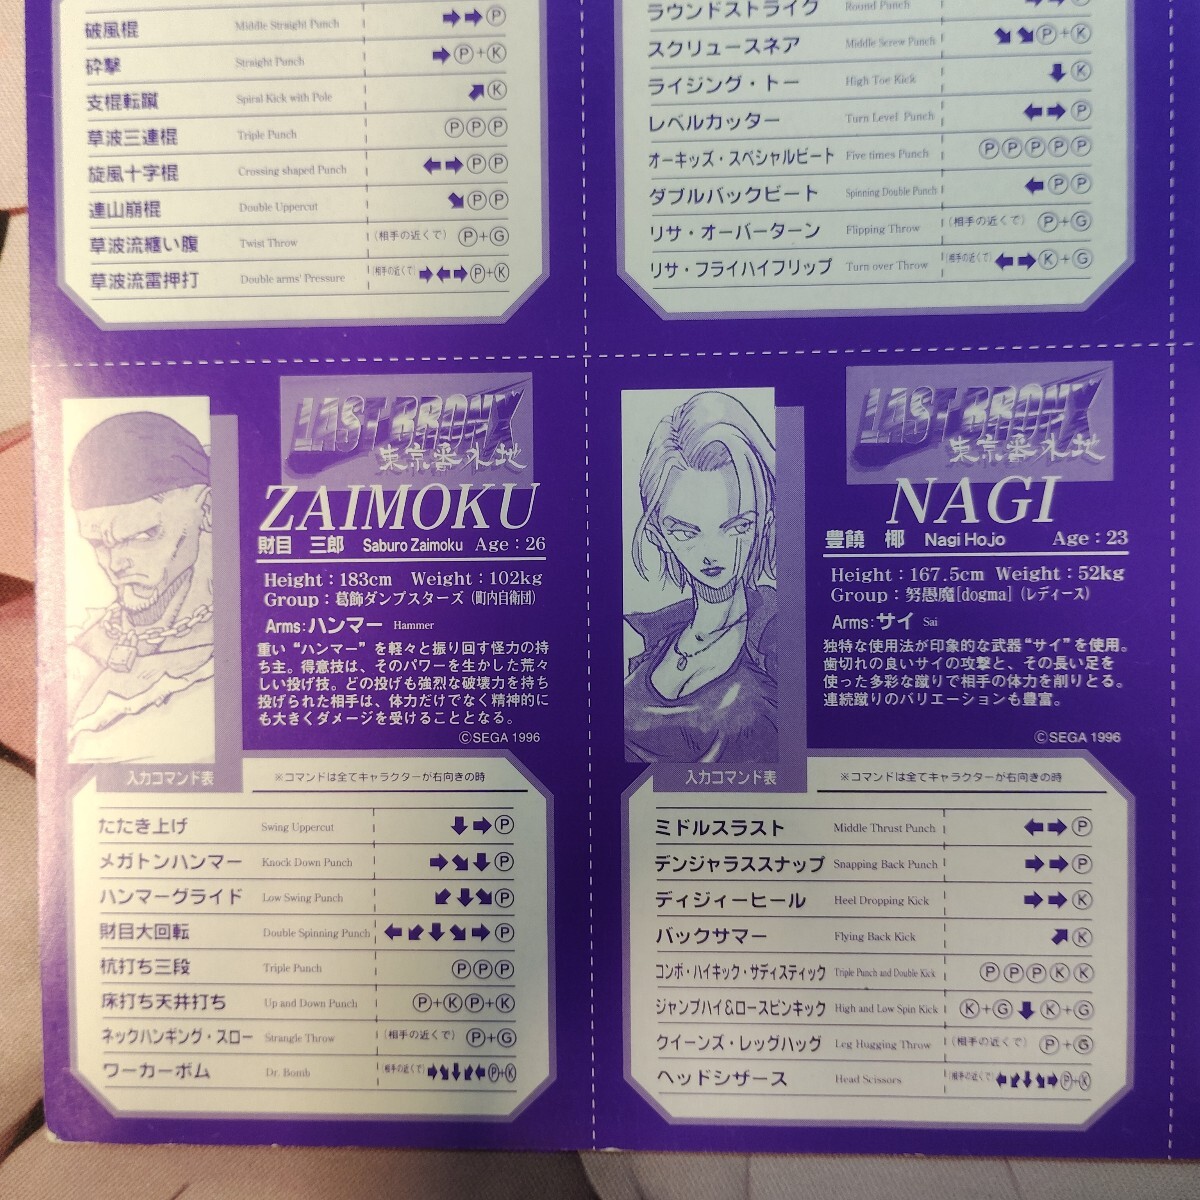 破風棍 Middle Straight Punch ➡➡Ⓟ
砕撃 Straight Punch ➡Ⓟ+Ⓚ
支棍転蹴 Spiral Kick with Pole ⬈Ⓚ
草波三連棍 Triple Punch ⓅⓅⓅ
旋風十字棍 Crossing shaped Punch ⬅➡ⓅⓅ
連山崩棍 Double Uppercut ⬊ⓅⓅ
草波流纏い腹 Twist Throw (相手の近くで) Ⓟ+Ⓖ
草波流雷押打 Double arms' Pressure (相手の近くで) ➡⬅➡Ⓟ+Ⓚ
ラウンドストライク Round Punch
スクリュースネア Middle Screw Punch ⬊⬊Ⓟ+Ⓚ
ライジング・トー High Toe Kick ⬇Ⓚ
レベルカッター Turn Level Punch ⬅➡Ⓟ
オーキッズ・スペシャルビート Five times Punch ⓅⓅⓅⓅⓅ
ダブルバックビート Spinning Double Punch ⬅ⓅⓅ
リサ・オーバーターン Flipping Throw (相手の近くで) Ⓟ+Ⓖ
リサ・フライハイフリップ Turn over Throw (相手の近くで) ⬅➡Ⓚ+Ⓖ
LAST BRONX
東京番外地
ZAIMOKU
財目 三郎 Saburo Zaimoku Age:26
Height:183cm Weight:102kg
Group:葛飾ダンプスターズ(町内自衛団)
Arms:ハンマー Hammer
重い“ハンマー”を軽々と振り回す怪力の持
ち主。得意技は、そのパワーを生かした荒々
しい投げ技。どの投げも強烈な破壊力を持ち
投げられた相手は、体力だけでなく精神的に
も大きくダメージを受けることとなる。
©SEGA 1996
入力コマンド表 ※コマンドは全てキャラクターが右向きの時
たたき上げ Swing Uppercut ⬇➡Ⓟ
メガトンハンマー Knock Down Punch ➡⬊⬇Ⓟ
ハンマーグライド Low Swing Punch ⬋⬇⬊Ⓟ
財目大回転 Double Spinning Punch ⬅⬋⬇⬊➡Ⓟ
杭打ち三段 Triple Punch ⓅⓅⓅ
床打ち天井打ち Up and Down Punch Ⓟ+ⓀⓅ+Ⓚ
ネックハンギング・スロー Strangle Throw (相手の近くで) Ⓟ+Ⓖ
ワーカーボム Dr. Bomb (相手の近くで) ➡⬊⬇⬋⬅Ⓟ+Ⓚ
LAST BRONX
東京番外地
NAGI
豊饒 椰 Nagi Hojo Age:23
Height:167.5cm Weight:52kg
Group:努愚魔[dogma](レディース)
Arms:サイ Sai
独特な使用法が印象的な武器“サイ”を使用。
歯切れの良いサイの攻撃と、その長い足を
使った多彩な蹴りで相手の体力を削りとる。
連続蹴りのバリエーションも豊富。
©SEGA 1996
入力コマンド表 ※コマンドは全てキャラクターが右向きの時
ミドルスラスト Middle Thrust Punch ⬅➡Ⓟ
デンジャラススナップ Snapping Back Punch ➡➡Ⓟ
ディジィーヒール Heel Dropping Kick ➡➡Ⓚ
バックサマー Flying Back Kick ⬈Ⓚ
コンボ・ハイキック・サディスティック Triple Punch and Double Kick ⓅⓅⓅⓀⓀ
ジャンプハイ&ロースピンキック High and Low Spin Kick Ⓚ+Ⓖ⬇Ⓚ+Ⓖ
クイーンズ・レッグハッグ Leg Hugging Throw (相手の近くで) Ⓟ+Ⓖ
ヘッドシザース Head Scissors (相手の近くで) ⬅⬋⬇⬊➡Ⓟ+Ⓚ